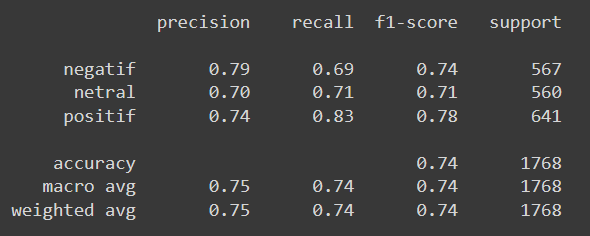 precision recall f1-score support
negatif 0.79 0.69 0.74 567
netral 0.70 0.71 0.71 560
positif 0.74 0.83 0.78 641
accuracy 0.74 1768
macro avg 0.75 0.74 0.74 1768
weighted avg 0.75 0.74 0.74 1768